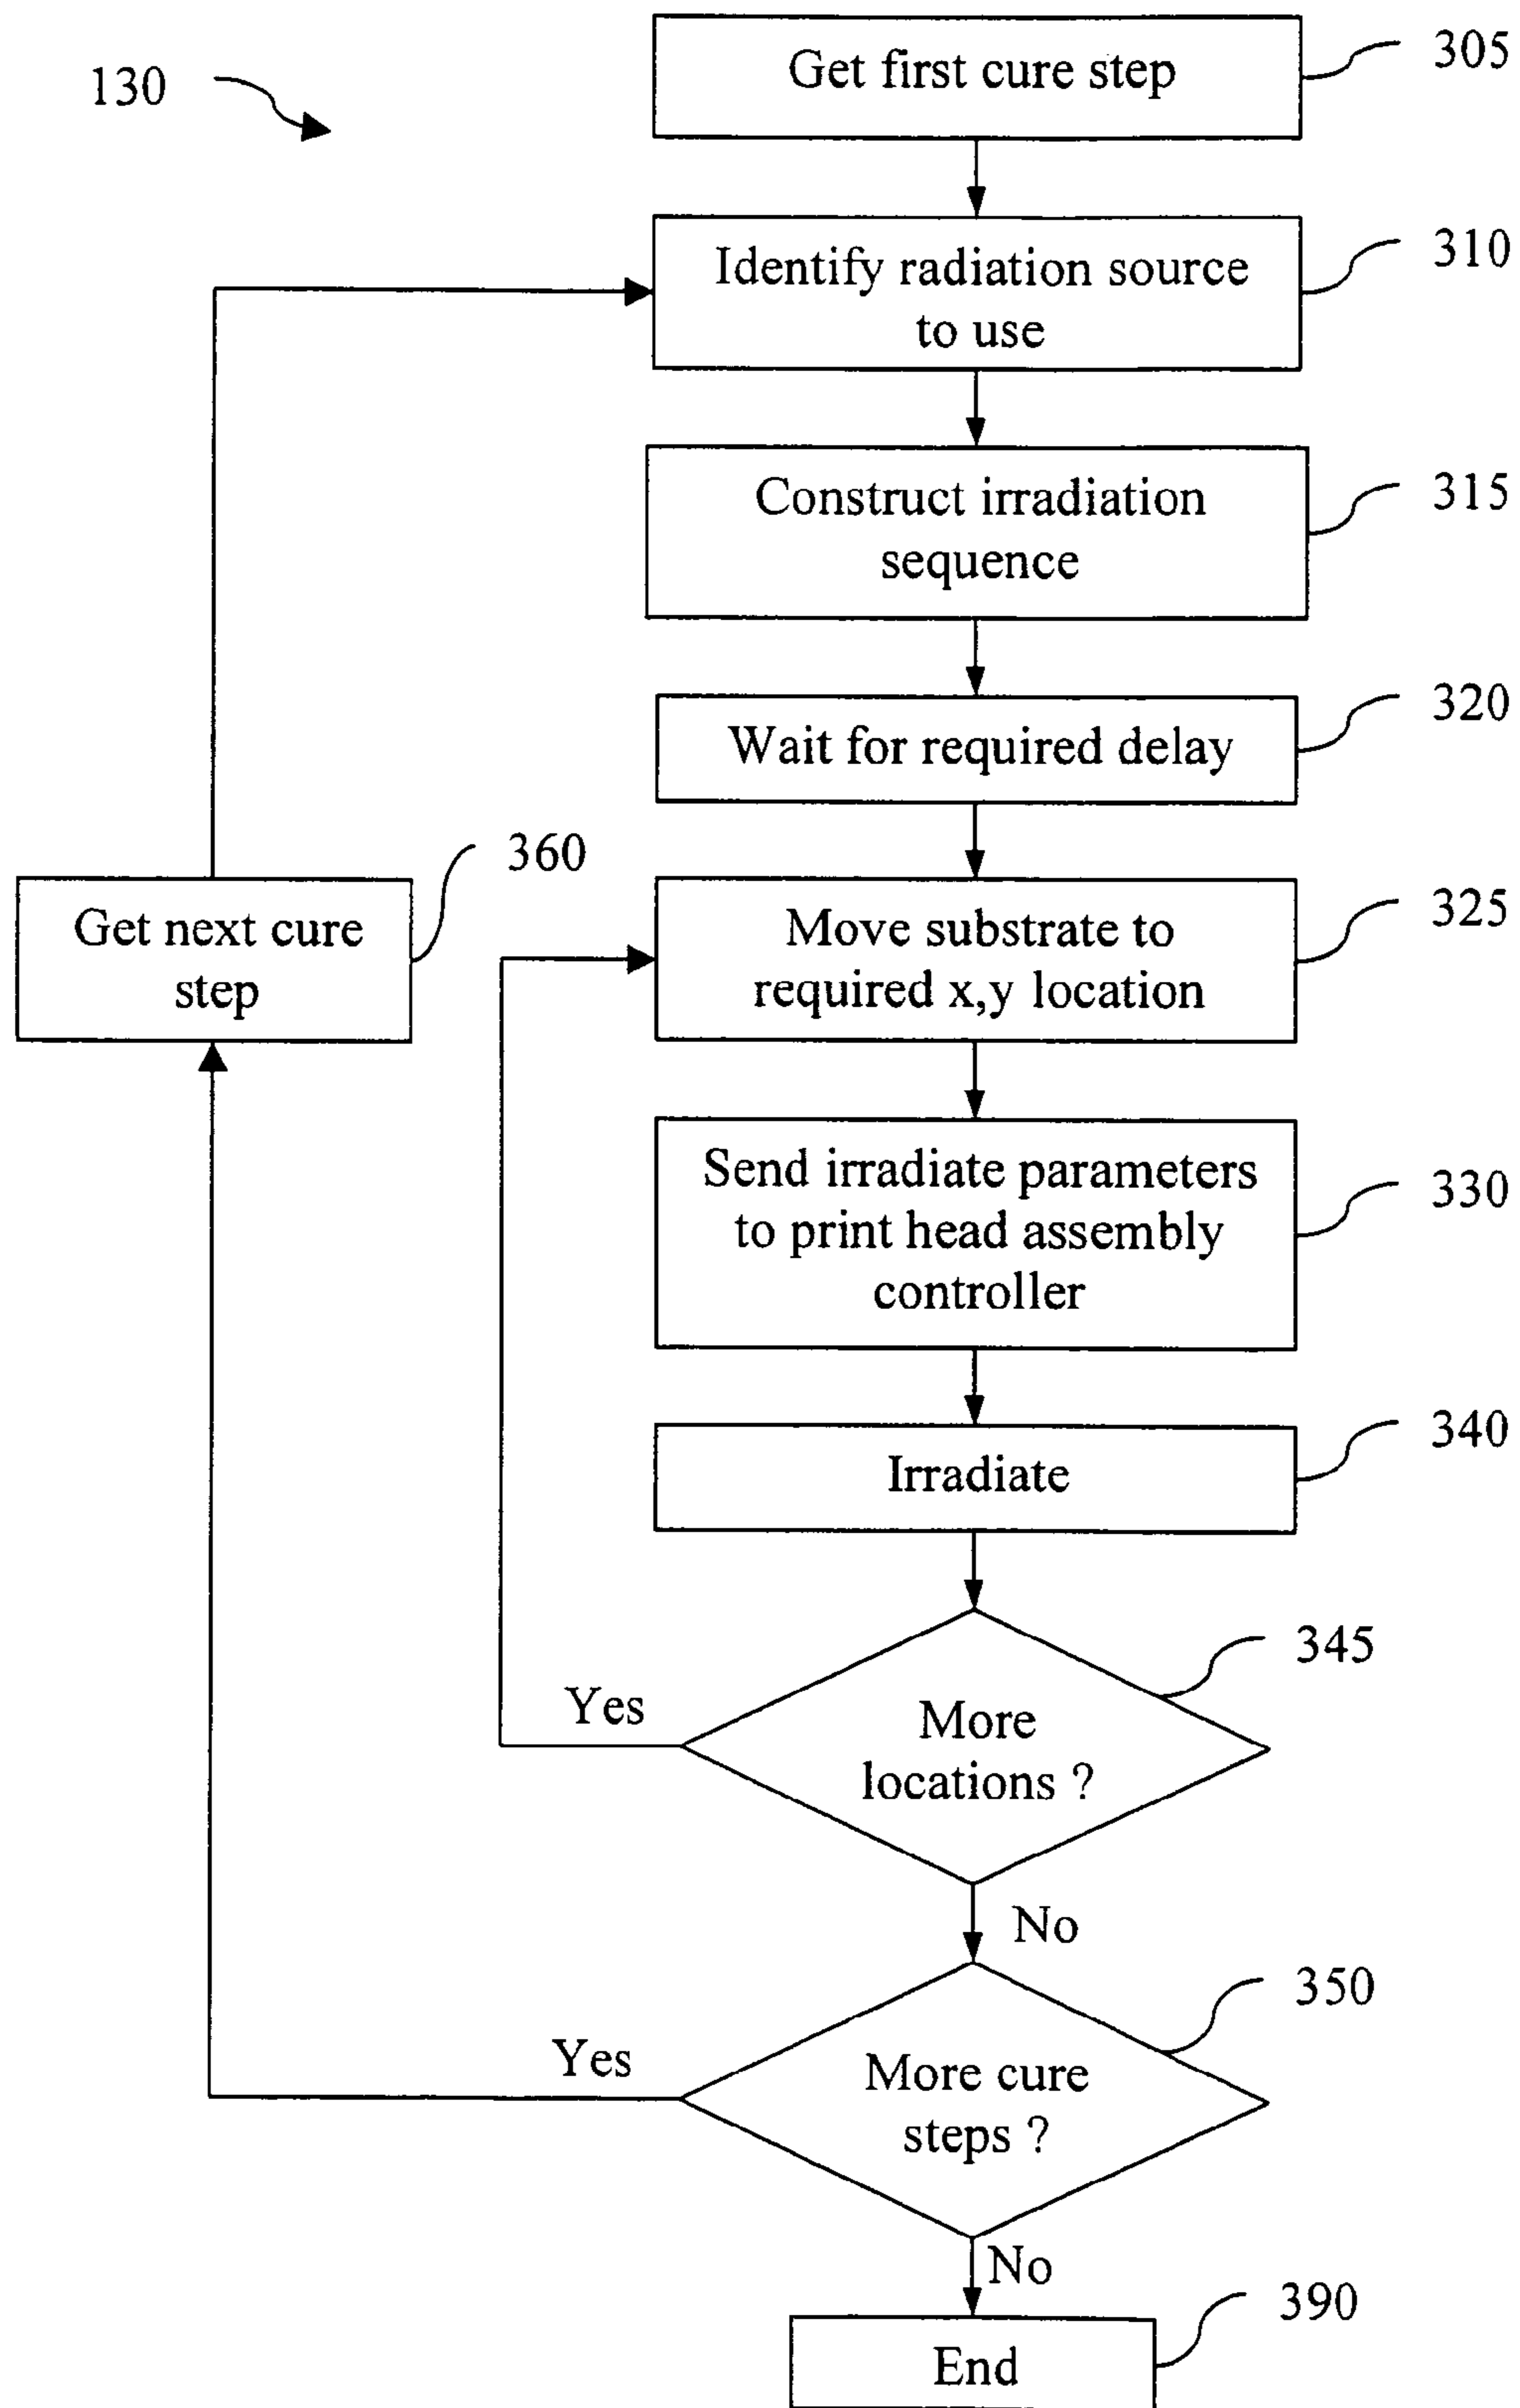 130
Get first cure step
305
Identify radiation source
to use
310
Construct irradiation
sequence
315
Wait for required delay
320
Get next cure
step
360
Move substrate to
required x,y location
325
Send irradiate parameters
to print head assembly
controller
330
Irradiate
340
More
locations ?
345
Yes
No
More cure
steps ?
350
Yes
No
End
390